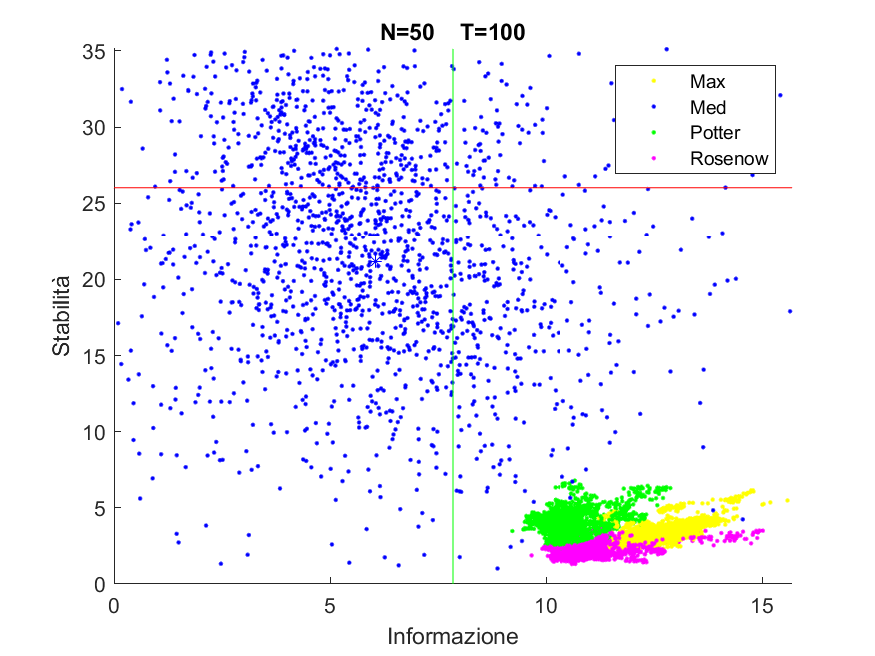 N=50 T=100
Max
Med
Potter
Rosenow
Stabilità
35
30
25
20
15
10
5
0
0 5 10 15
Informazione